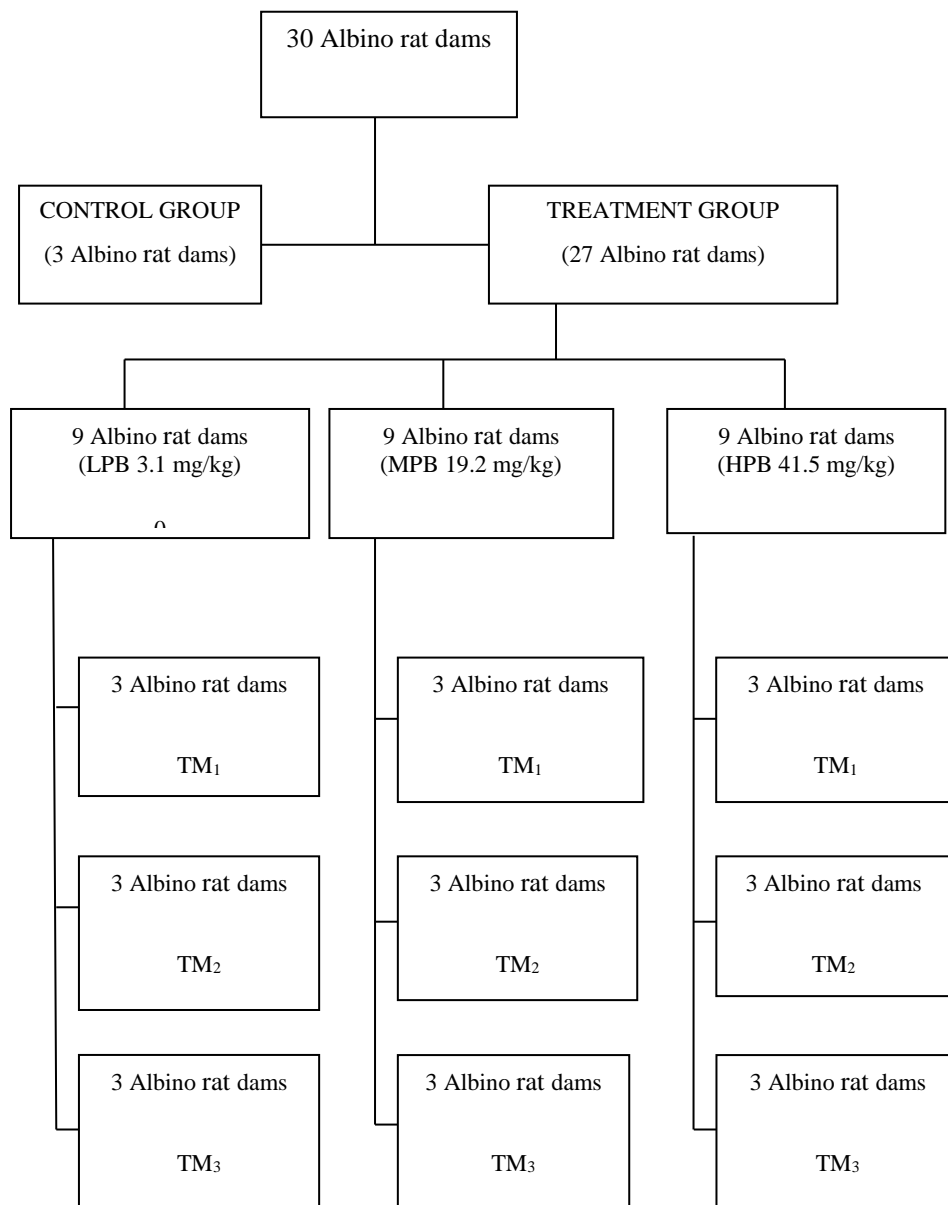 30 Albino rat dams
CONTROL GROUP
(3 Albino rat dams)
TREATMENT GROUP
(27 Albino rat dams)
9 Albino rat dams
(LPB 3.1 mg/kg)
9 Albino rat dams
(MPB 19.2 mg/kg)
9 Albino rat dams
(HPB 41.5 mg/kg)
3 Albino rat dams
TM₁
3 Albino rat dams
TM₁
3 Albino rat dams
TM₁
3 Albino rat dams
TM₂
3 Albino rat dams
TM₂
3 Albino rat dams
TM₂
3 Albino rat dams
TM₃
3 Albino rat dams
TM₃
3 Albino rat dams
TM₃